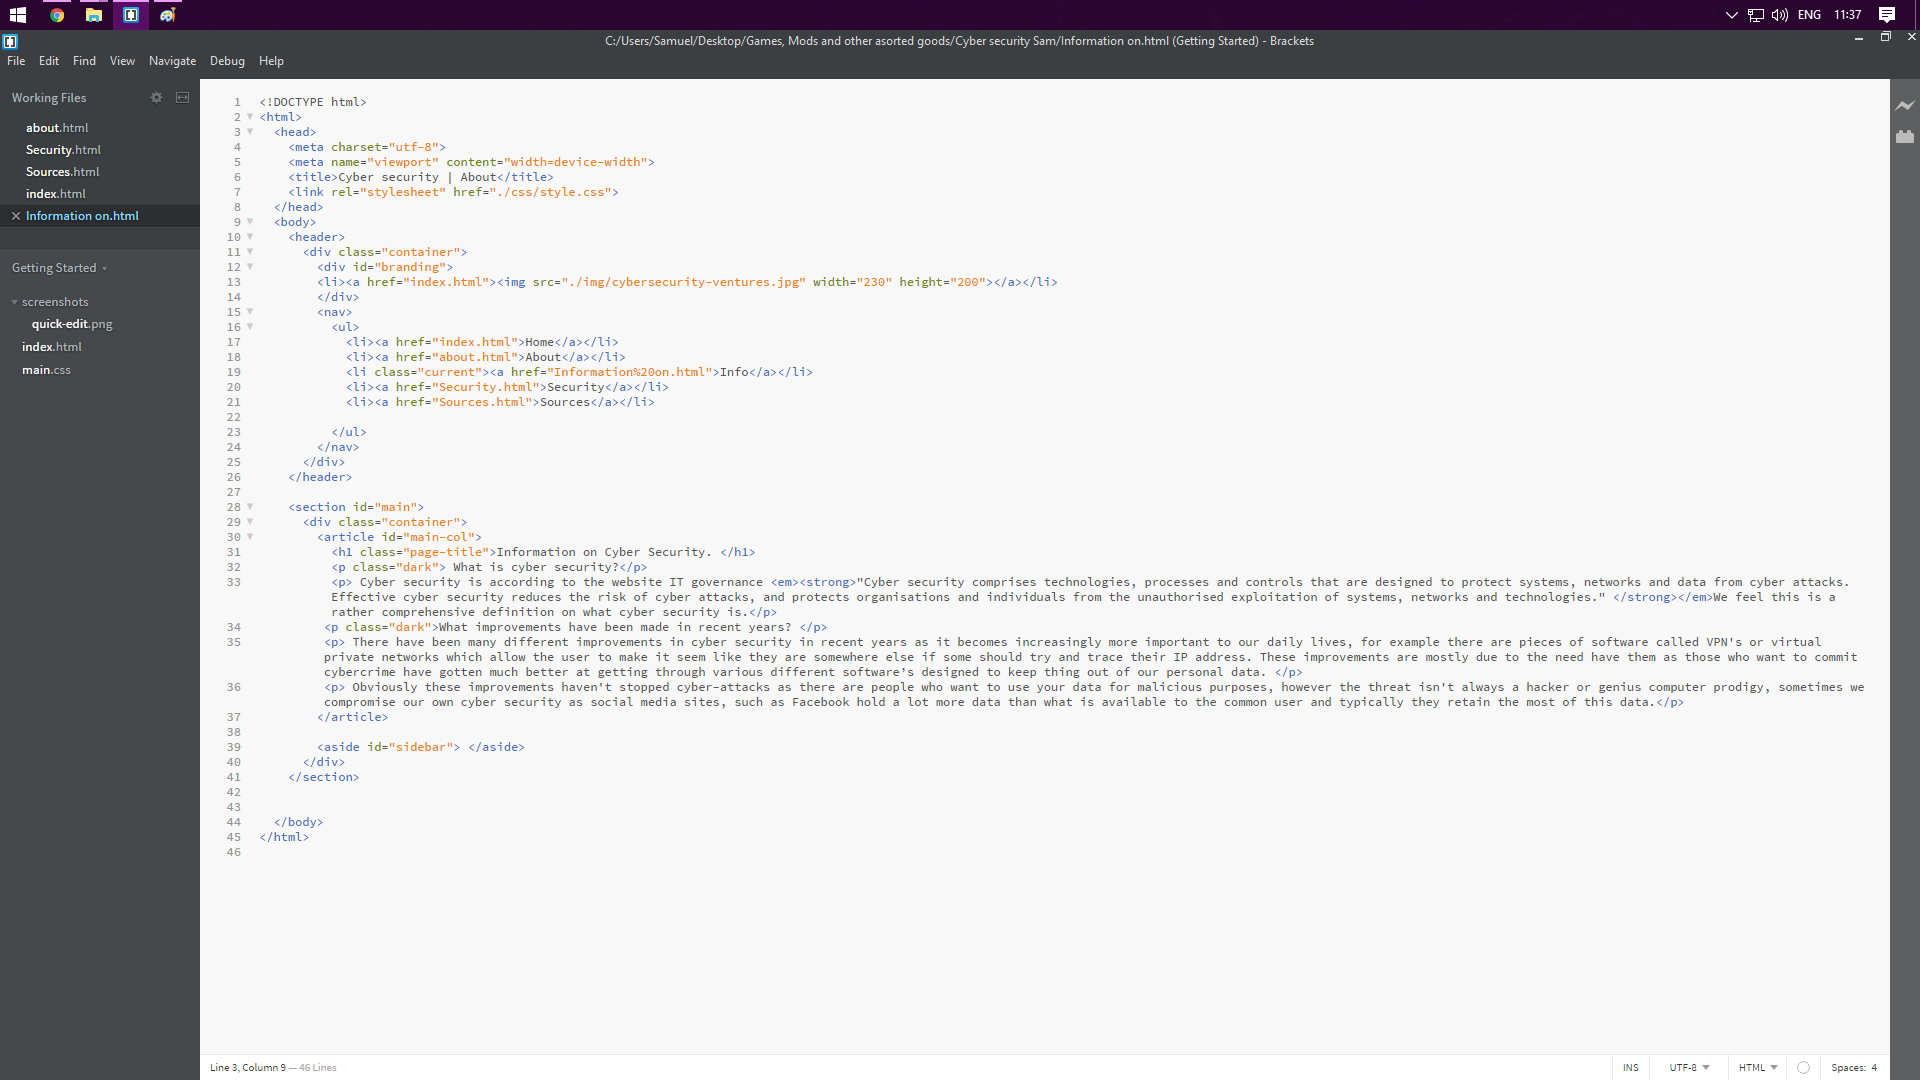 ENG 11:37
C:/Users/Samuel/Desktop/Games, Mods and other asorted goods/Cyber security Sam/Information on.html (Getting Started) - Brackets
File Edit Find View Navigate Debug Help
Working Files
about.html
Security.html
Sources.html
index.html
Information on.html
Getting Started
screenshots
quick-edit.png
index.html
main.css
1 <!DOCTYPE html>
2 <html>
3 <head>
4 <meta charset="utf-8">
5 <meta name="viewport" content="width=device-width">
6 <title>Cyber security | About</title>
7 <link rel="stylesheet" href="./css/style.css">
8 </head>
9 <body>
10 <header>
11 <div class="container">
12 <div id="branding">
13 <li><a href="index.html"><img src="./img/cybersecurity-ventures.jpg" width="230" height="200"></a></li>
14 </div>
15 <nav>
16 <ul>
17 <li><a href="index.html">Home</a></li>
18 <li><a href="about.html">About</a></li>
19 <li class="current"><a href="Information%20on.html">Info</a></li>
20 <li><a href="Security.html">Security</a></li>
21 <li><a href="Sources.html">Sources</a></li>
22
23 </ul>
24 </nav>
25 </div>
26 </header>
27
28 <section id="main">
29 <div class="container">
30 <article id="main-col">
31 <h1 class="page-title">Information on Cyber Security. </h1>
32 <p class="dark"> What is cyber security?</p>
33 <p> Cyber security is according to the website IT governance <em><strong>"Cyber security comprises technologies, processes and controls that are designed to protect systems, networks and data from cyber attacks.
Effective cyber security reduces the risk of cyber attacks, and protects organisations and individuals from the unauthorised exploitation of systems, networks and technologies." </strong></em>We feel this is a
rather comprehensive definition on what cyber security is.</p>
34 <p class="dark">What improvements have been made in recent years? </p>
35 <p> There have been many different improvements in cyber security in recent years as it becomes increasingly more important to our daily lives, for example there are pieces of software called VPN's or virtual
private networks which allow the user to make it seem like they are somewhere else if some should try and trace their IP address. These improvements are mostly due to the need have them as those who want to commit
cybercrime have gotten much better at getting through various different software’s designed to keep thing out of our personal data. </p>
36 <p> Obviously these improvements haven't stopped cyber-attacks as there are people who want to use your data for malicious purposes, however the threat isn't always a hacker or genius computer prodigy, sometimes we
compromise our own cyber security as social media sites, such as Facebook hold a lot more data than what is available to the common user and typically they retain the most of this data.</p>
37 </article>
38
39 <aside id="sidebar"> </aside>
40 </div>
41 </section>
42
43
44 </body>
45 </html>
46
Line 3, Column 9 — 46 Lines
INS UTF-8 HTML Spaces: 4